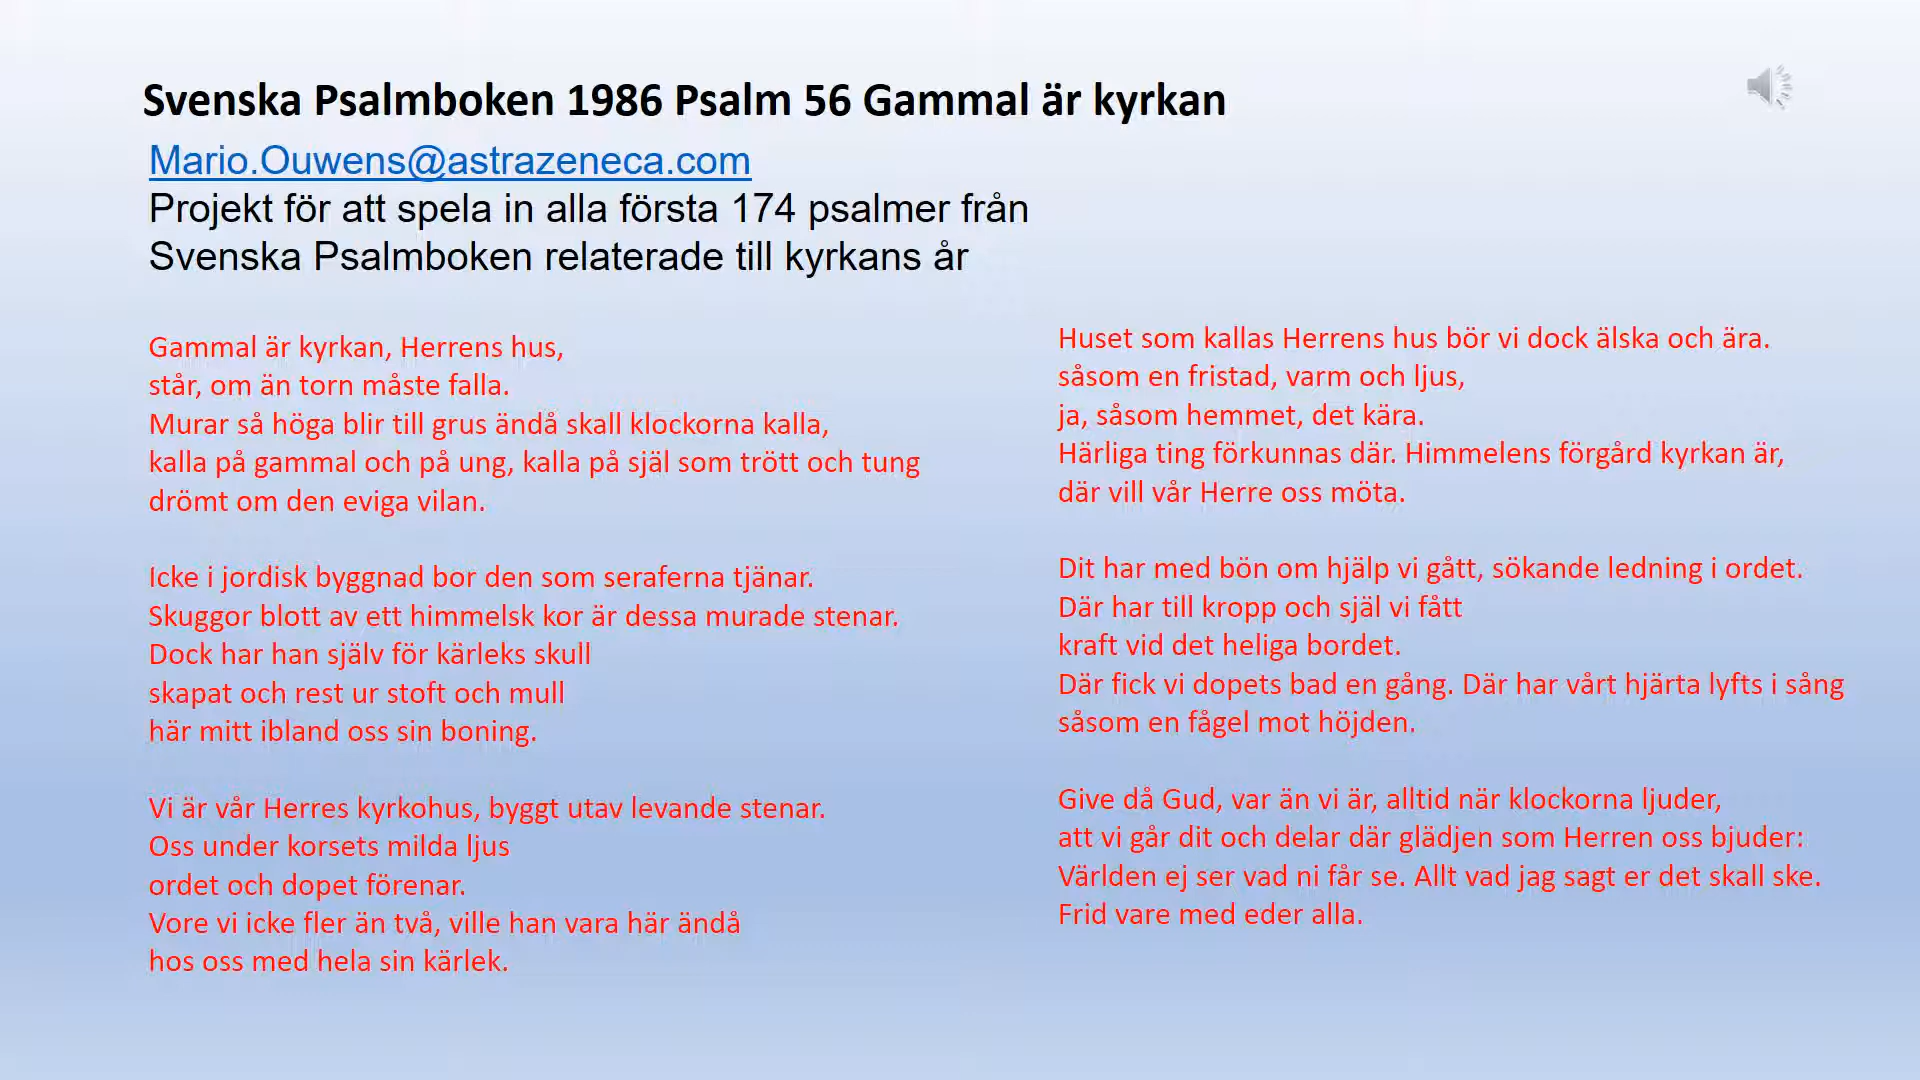 Svenska Psalmboken 1986 Psalm 56 Gammal är kyrkan
Mario.Ouwens@astrazeneca.com
Projekt för att spela in alla första 174 psalmer från
Svenska Psalmboken relaterade till kyrkans år
Gammal är kyrkan, Herrens hus,
står, om än torn måste falla.
Murar så höga blir till grus ändå skall klockorna kalla,
kalla på gammal och på ung, kalla på själ som trött och tung
drömt om den eviga vilan.
Icke i jordisk byggnad bor den som seraferna tjänar.
Skuggor blott av ett himmelsk kor är dessa murade stenar.
Dock har han själv för kärleks skull
skapat och rest ur stoft och mull
här mitt ibland oss sin boning.
Vi är vår Herres kyrkohus, byggt utav levande stenar.
Oss under korsets milda ljus
ordet och dopet förenar.
Vore vi icke fler än två, ville han vara här ändå
hos oss med hela sin kärlek.
Huset som kallas Herrens hus bör vi dock älska och ära.
såsom en fristad, varm och ljus,
ja, såsom hemmet, det kära.
Härliga ting förkunnas där. Himmelens förgård kyrkan är,
där vill vår Herre oss möta.
Dit har med bön om hjälp vi gått, sökande ledning i ordet.
Där har till kropp och själ vi fått
kraft vid det heliga bordet.
Där fick vi dopets bad en gång. Där har vårt hjärta lyfts i sång
såsom en fågel mot höjden.
Give då Gud, var än vi är, alltid när klockorna ljuder,
att vi går dit och delar där glädjen som Herren oss bjuder:
Världen ej ser vad ni får se. Allt vad jag sagt er det skall ske.
Frid vare med eder alla.